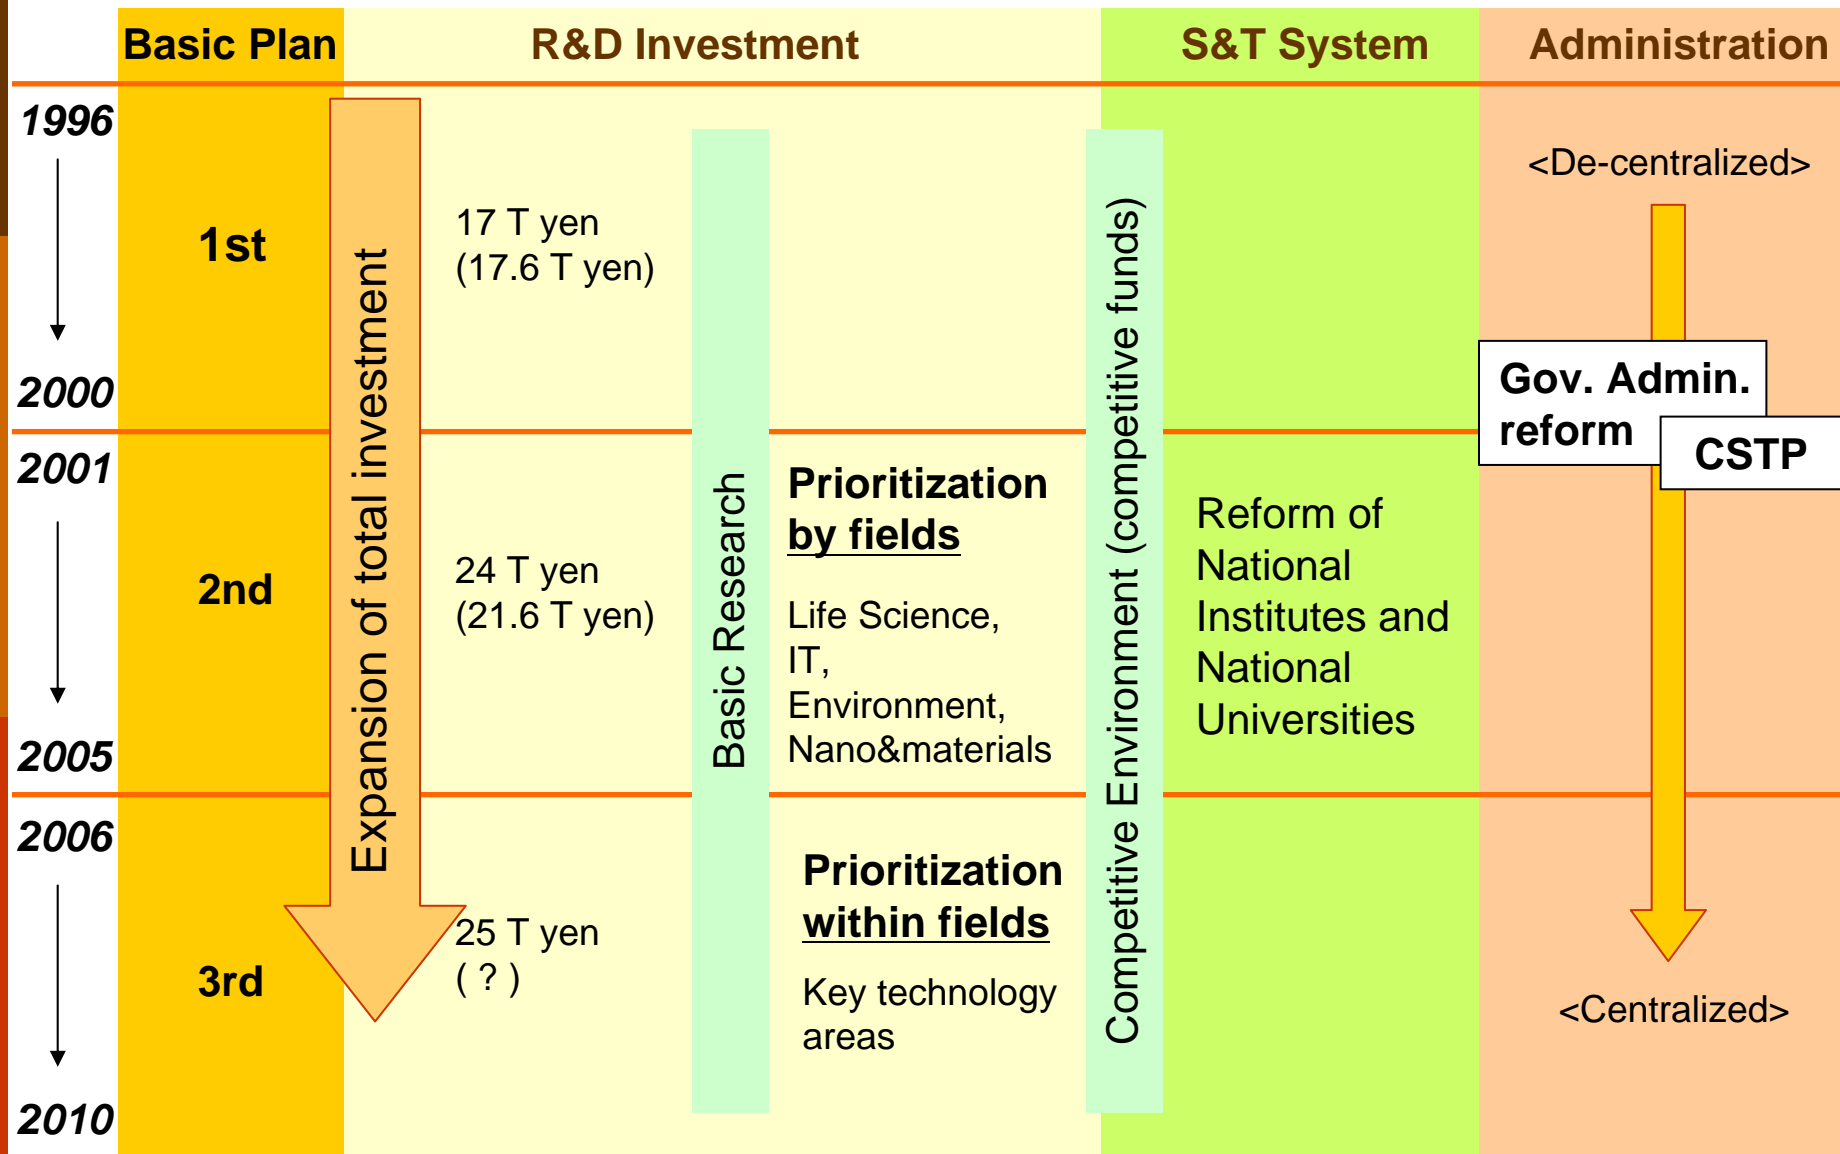 Basic Plan
R&D Investment
S&T System
Administration
1996
2000
1st
Expansion of total investment
17 T yen
(17.6 T yen)
Basic Research
Competitive Environment (competitive funds)
<De-centralized>
Gov. Admin.
reform
CSTP
2001
2005
2nd
24 T yen
(21.6 T yen)
Prioritization
by fields
Life Science,
IT,
Environment,
Nano&materials
Reform of
National
Institutes and
National
Universities
2006
2010
3rd
25 T yen
( ? )
Prioritization
within fields
Key technology
areas
<Centralized>